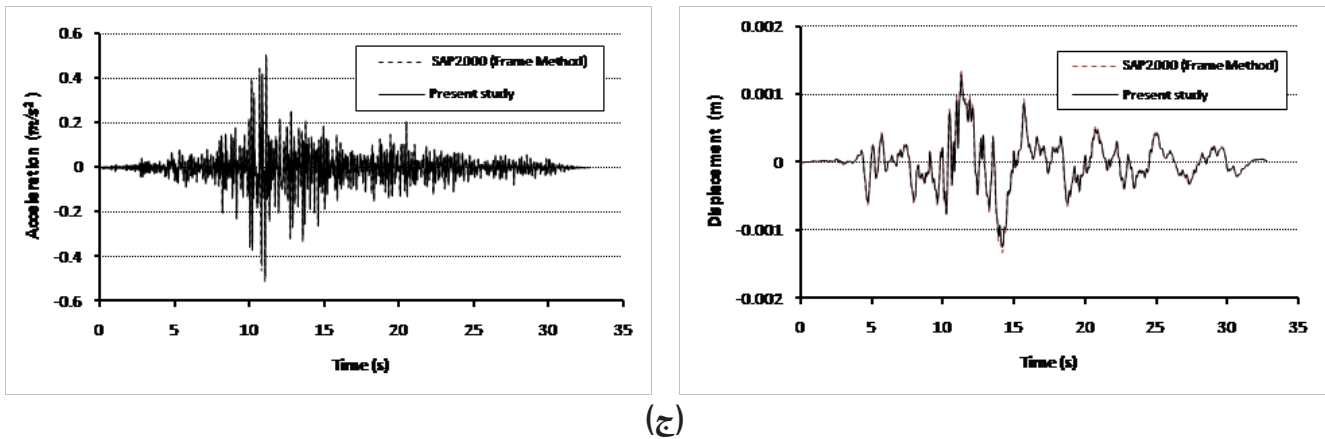 0.6
0.4
0.2
0
-0.2
-0.4
-0.6
Acceleration (m/s²)
SAP2000 (Frame Method)
Present study
0 5 10 15 20 25 30 35
Time (s)
0.002
0.001
0
-0.001
-0.002
Displacement (m)
SAP2000 (Frame Method)
Present study
0 5 10 15 20 25 30 35
Time (s)
(ج)